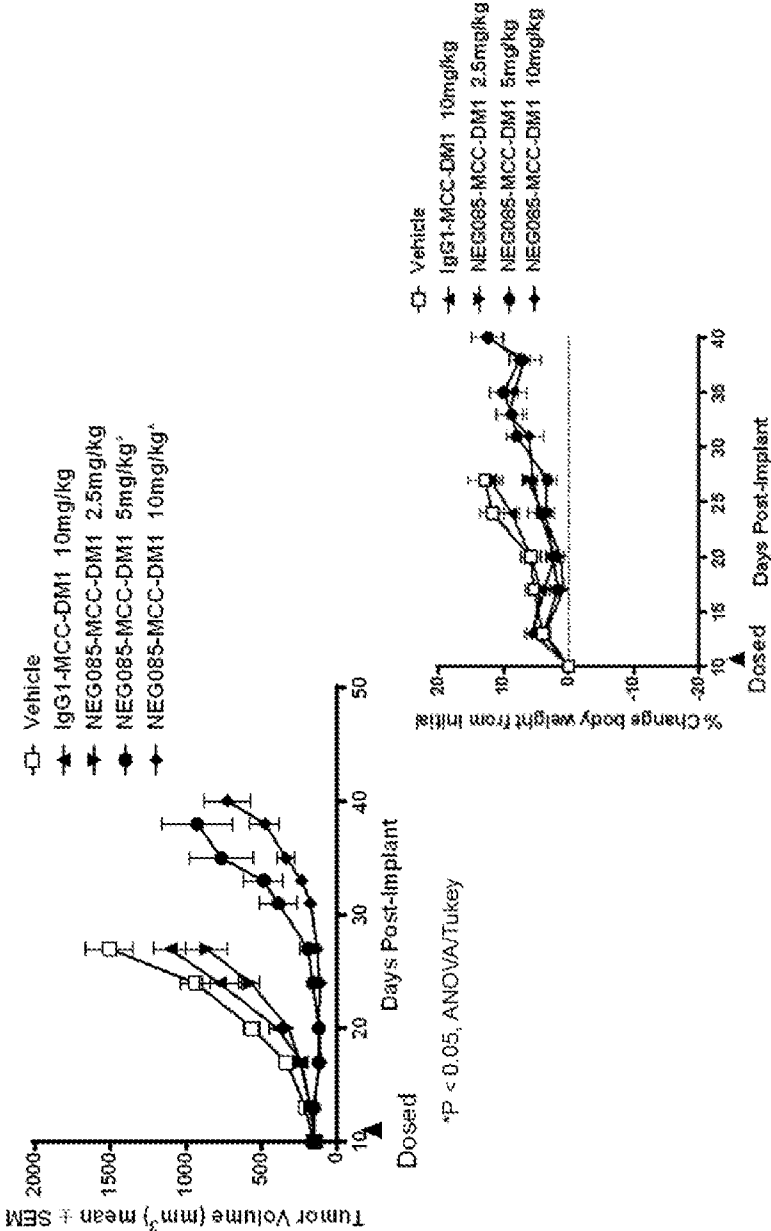 Vehicle
IgG1-MCC-DM1 10mg/kg
NEG085-MCC-DM1 2.5mg/kg
NEG085-MCC-DM1 5mg/kg*
NEG085-MCC-DM1 10mg/kg*
Tumor Volume (mm³) mean ± SEM
2000
1500
1000
500
0
10
20
30
40
50
Dosed
Days Post-Implant
*P < 0.05, ANOVA/Tukey
Vehicle
IgG1-MCC-DM1 10mg/kg
NEG085-MCC-DM1 2.5mg/kg
NEG085-MCC-DM1 5mg/kg
NEG085-MCC-DM1 10mg/kg
% Change body weight from initial
20
10
0
-10
-20
10
15
20
25
30
35
40
Dosed
Days Post-Implant